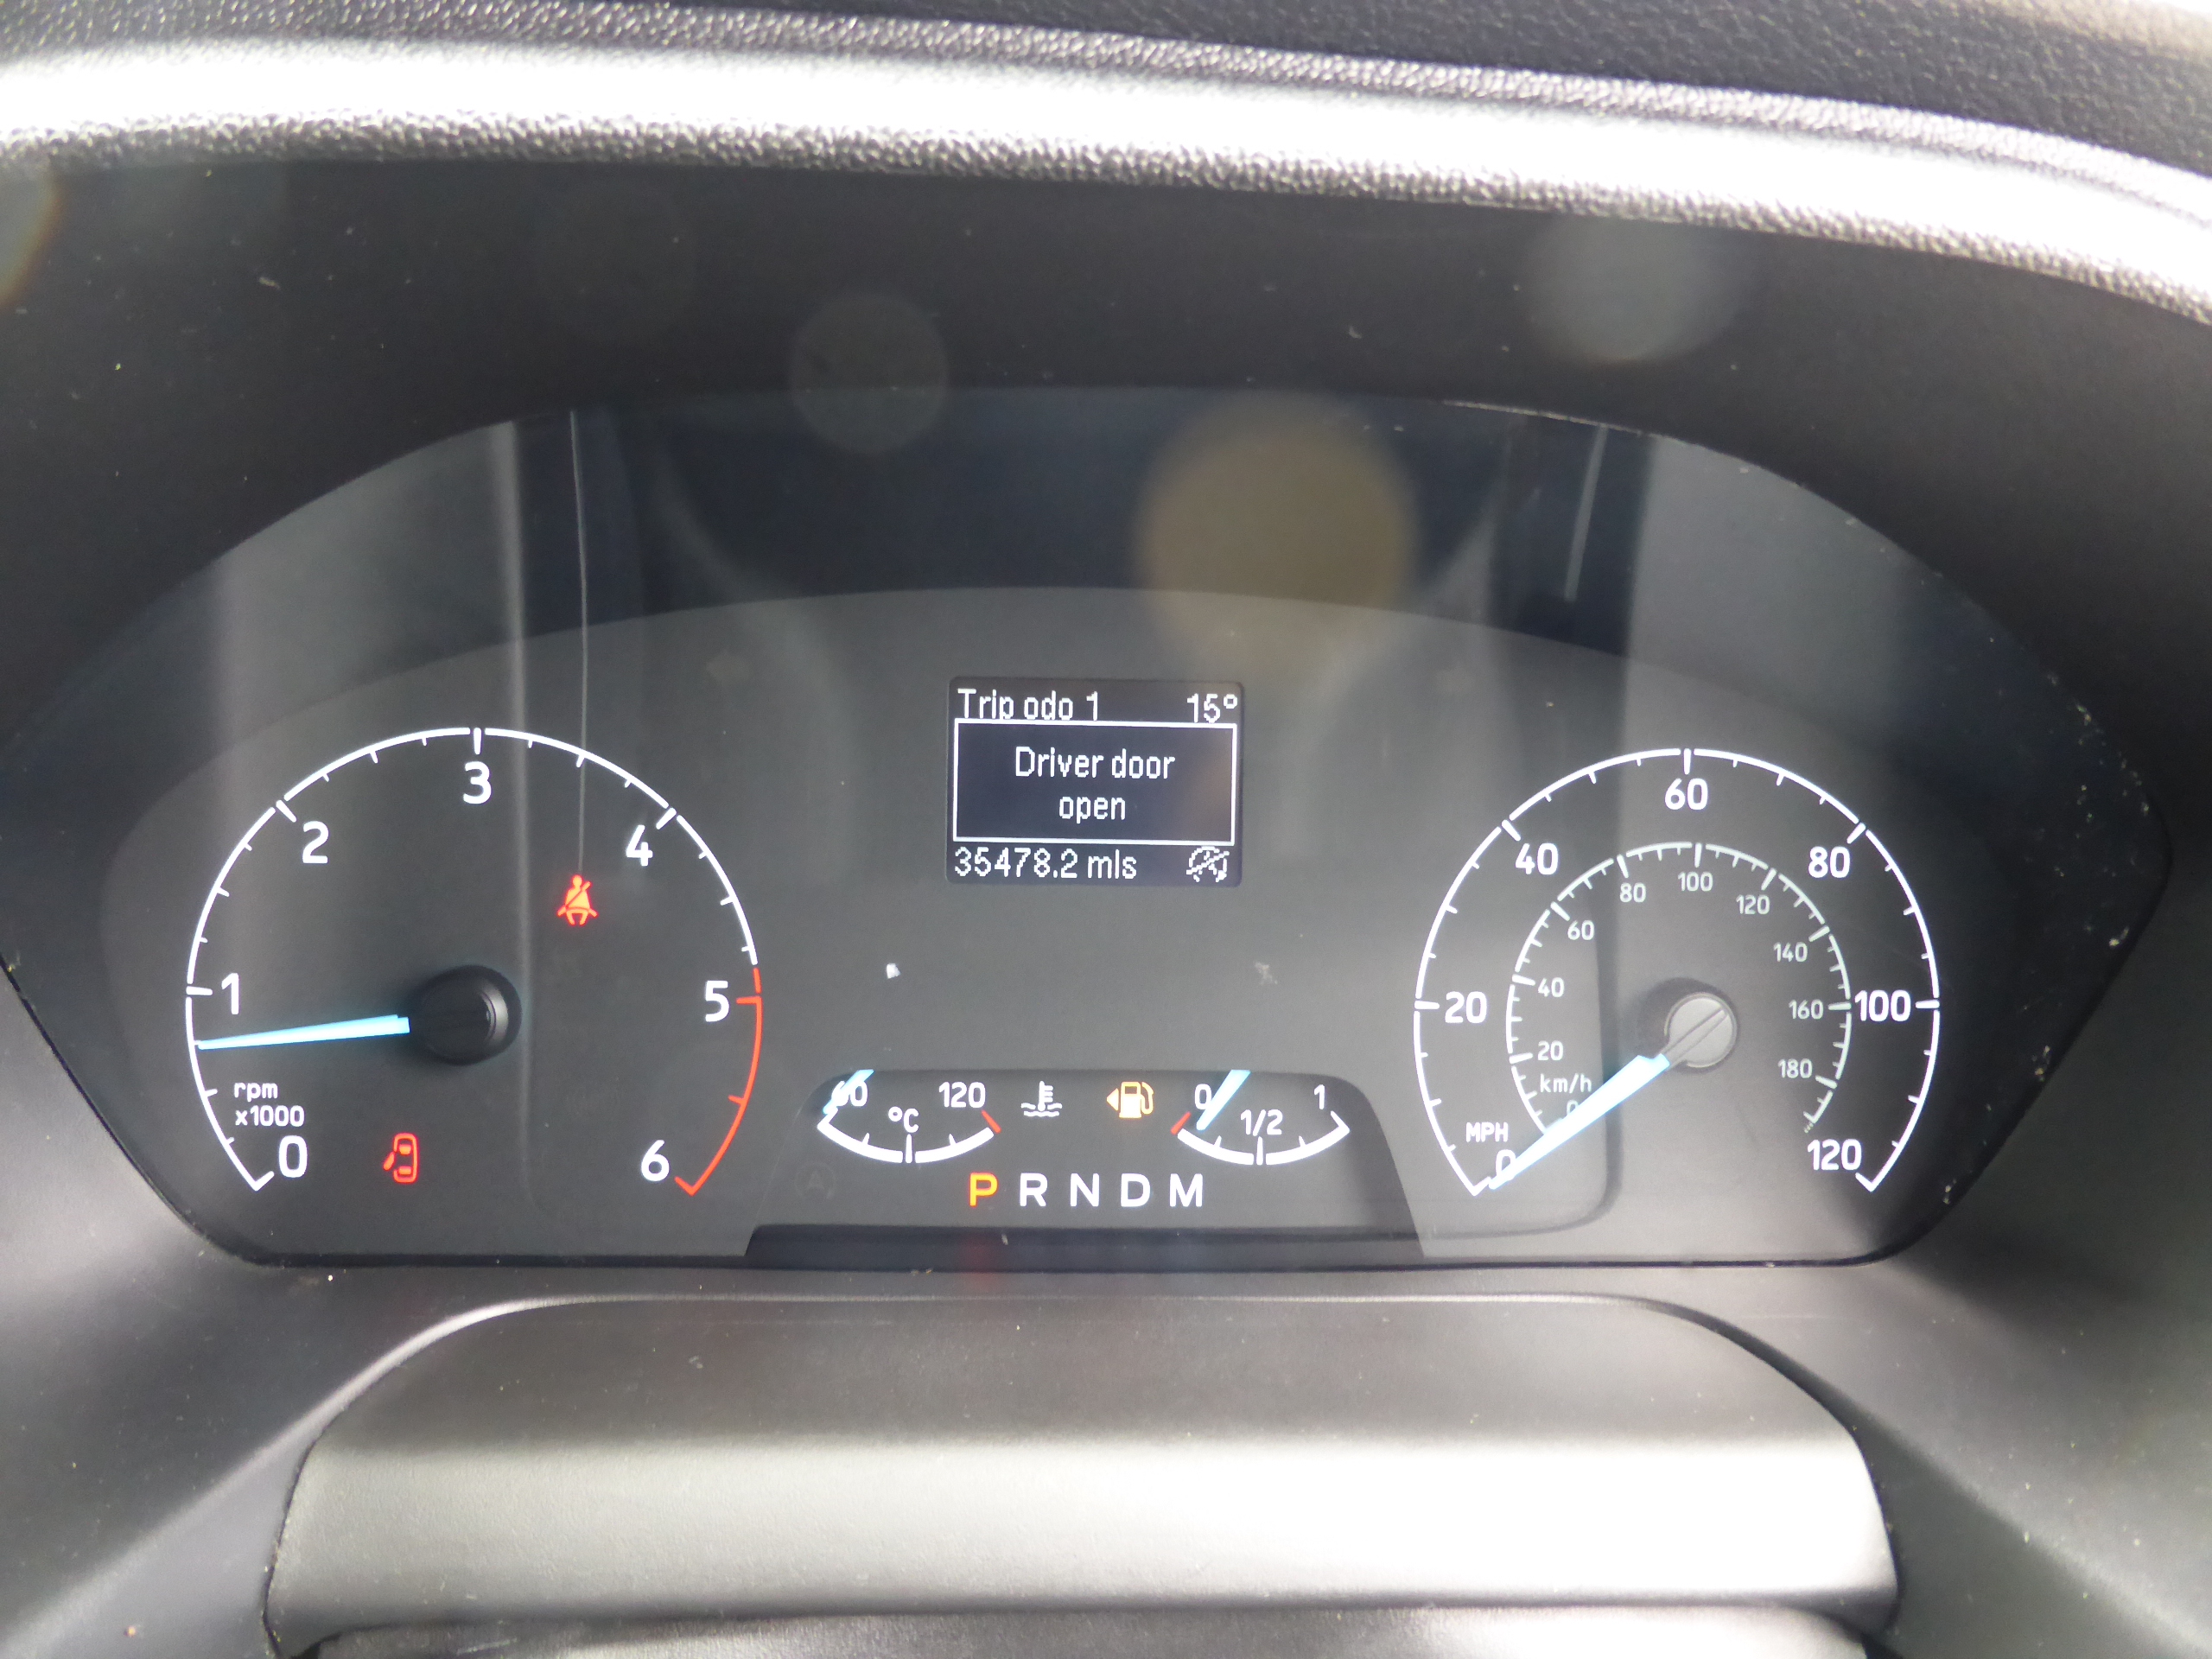 Trip odo 1 15°
Driver door
open
35478.2 mls
0 1 2 3 4 5 6
rpm
x1000
60 120
°C
0 1/2 1
P R N D M
0 20 40 60 80 100 120
MPH
0 20 40 60 80 100 120 140 160 180
km/h